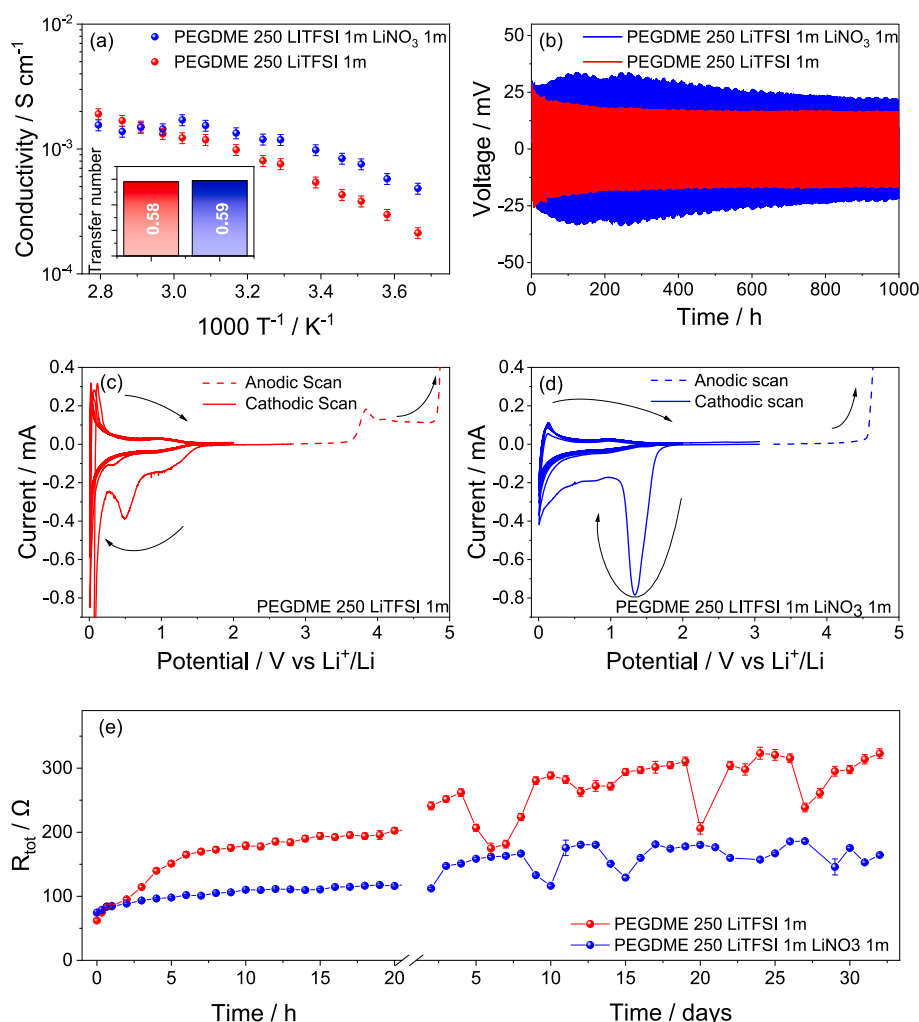 (a)
PEGDME 250 LITFSI 1m LiNO₃ 1m
PEGDME 250 LiTFSI 1m
10⁻²
10⁻³
10⁻⁴
Conductivity / S cm⁻¹
Transfer number
0.58
0.59
2.8 3.0 3.2 3.4 3.6
1000 T⁻¹ / K⁻¹
(b)
PEGDME 250 LiTFSI 1m LiNO₃ 1m
PEGDME 250 LiTFSI 1m
50
25
0
-25
-50
Voltage / mV
0 200 400 600 800 1000
Time / h
(c)
Anodic Scan
Cathodic Scan
0.4
0.2
0.0
-0.2
-0.4
-0.6
-0.8
Current / mA
PEGDME 250 LiTFSI 1m
0 1 2 3 4 5
Potential / V vs Li⁺/Li
(d)
Anodic scan
Cathodic scan
0.4
0.2
0.0
-0.2
-0.4
-0.6
-0.8
Current / mA
PEGDME 250 LITFSI 1m LiNO₃ 1m
0 1 2 3 4 5
Potential / V vs Li⁺/Li
(e)
300
200
100
0
R_tot / Ω
PEGDME 250 LiTFSI 1m
PEGDME 250 LiTFSI 1m LiNO3 1m
0 5 10 15 20 5 10 15 20 25 30
Time / h
Time / days